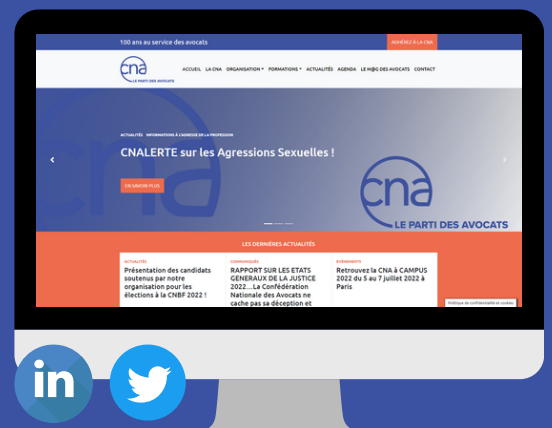 100 ans au service des avocats
ADHÉREZ À LA CNA
cna
LE PARTI DES AVOCATS
ACCUEIL LA CNA ORGANISATION FORMATIONS ACTUALITÉS AGENDA LE M@G DES AVOCATS CONTACT
ACTUALITÉS INFORMATIONS À L'ADRESSE DE LA PROFESSION
CNALERTE sur les Agressions Sexuelles !
EN SAVOIR PLUS
cna
cna
LE PARTI DES AVOCATS
LES DERNIÈRES ACTUALITÉS
ACTUALITÉS
Présentation des candidats
soutenus par notre
organisation pour les
élections à la CNBF 2022 !
COMMUNIQUÉS
RAPPORT SUR LES ETATS
GENERAUX DE LA JUSTICE
2022...La Confédération
Nationale des Avocats ne
cache pas sa déception et
EVÈNEMENTS
Retrouvez la CNA à CAMPUS
2022 du 5 au 7 juillet 2022 à
Paris
Politique de confidentialité et cookies
in